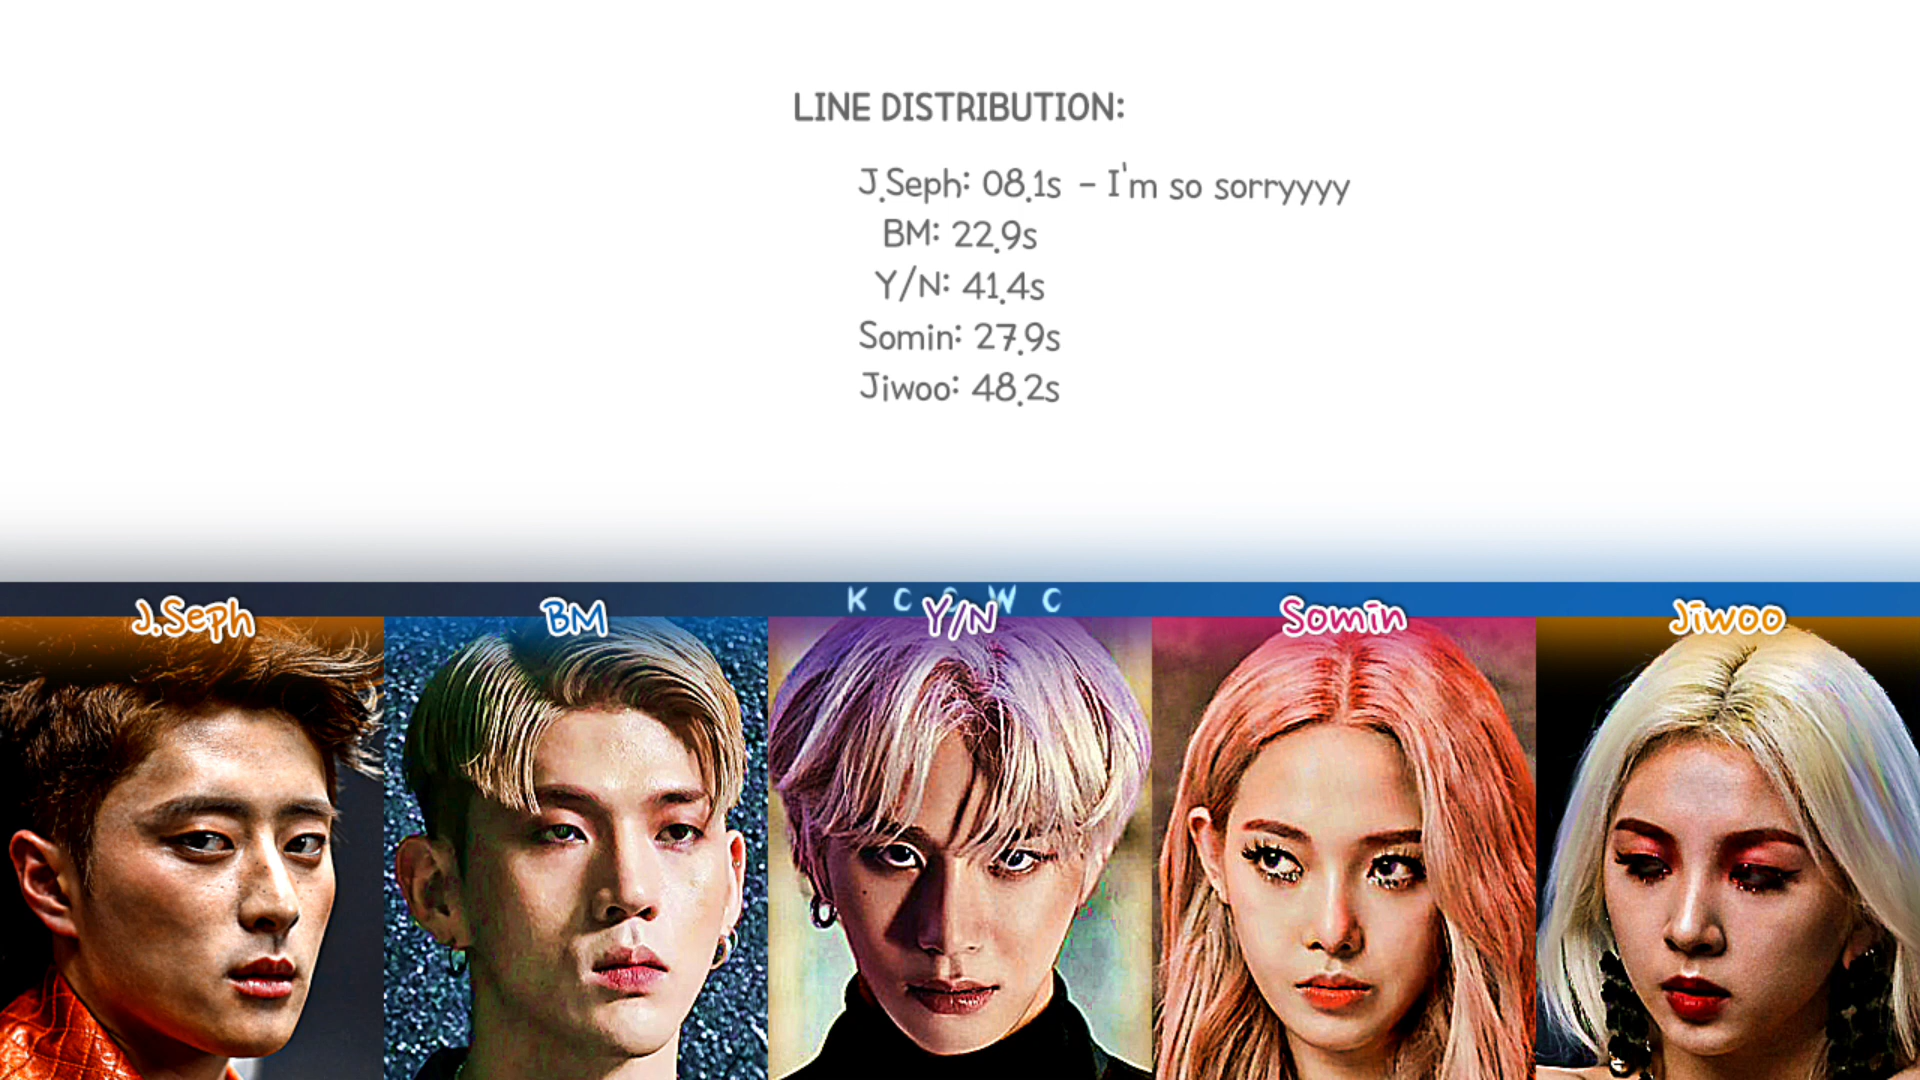 LINE DISTRIBUTION:
J.Seph: 08.1s - I'm so sorryyyy
BM: 22.9s
Y/N: 41.4s
Somin: 27.9s
Jiwoo: 48.2s
K C C W C
J.Seph
BM
Y/N
Somin
Jiwoo